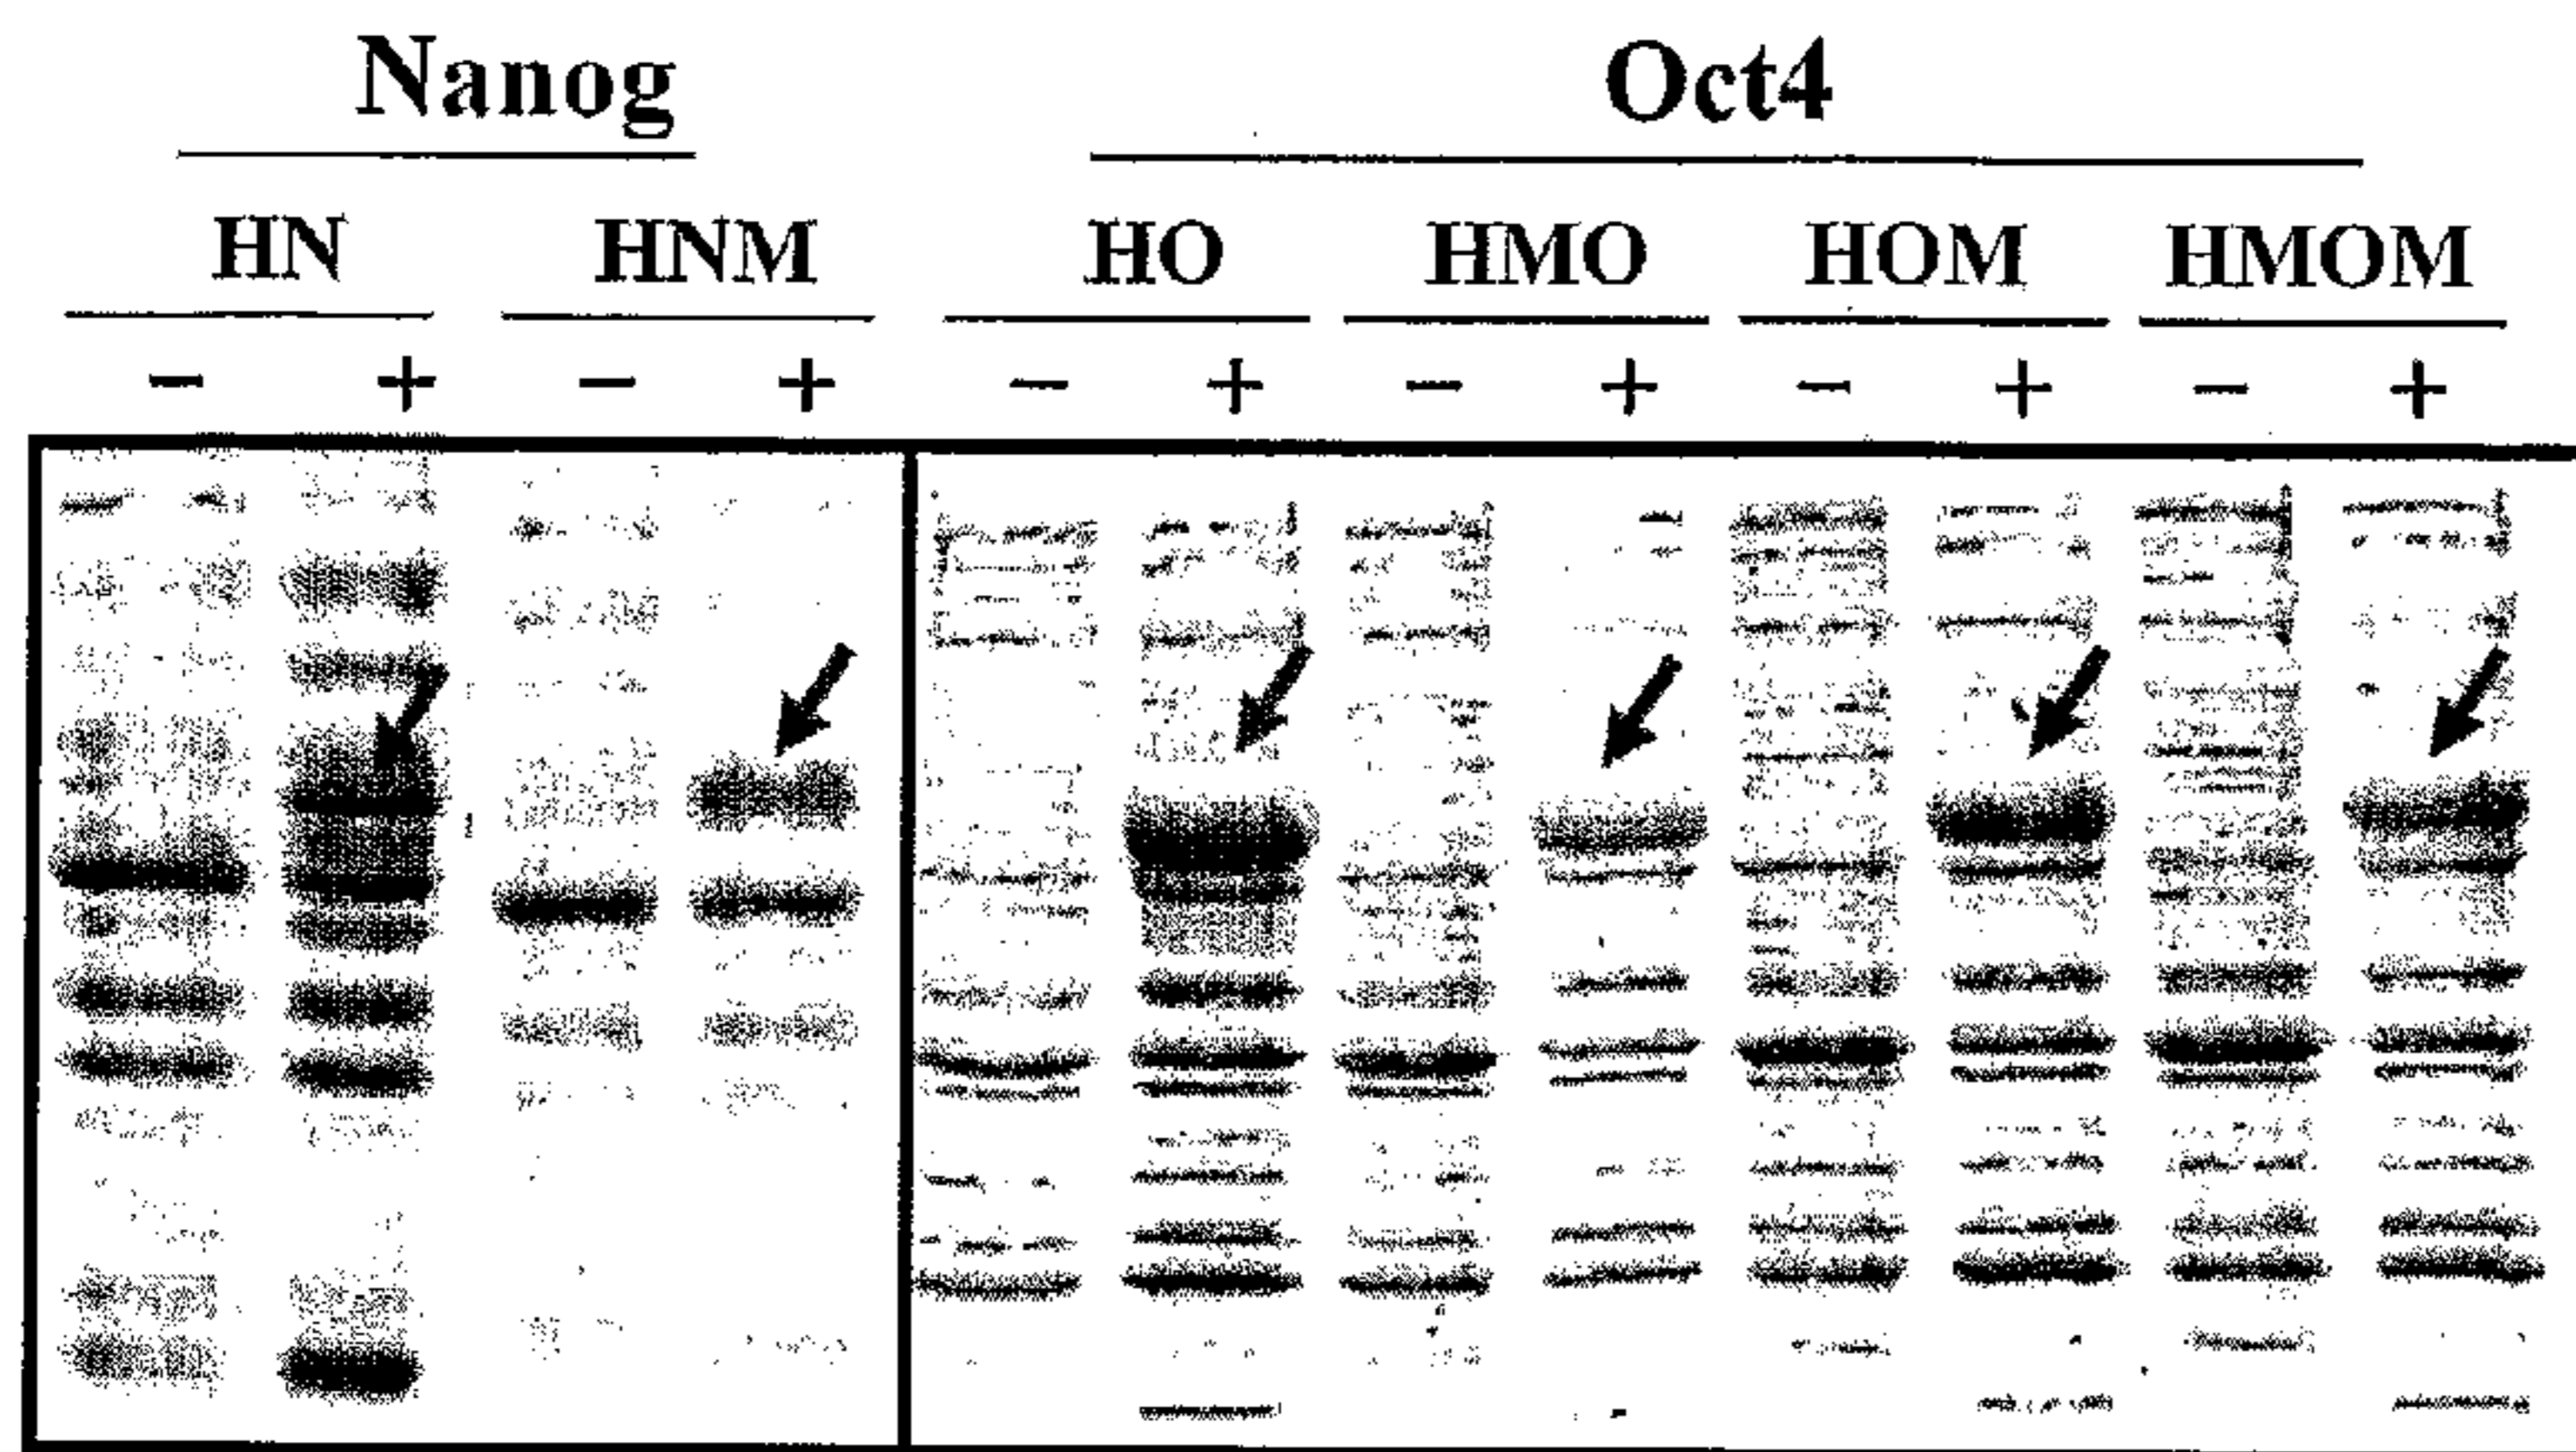 Nanog Oct4
HN HNM HO HMO HOM HMOM
− + − + − + − + − + − +